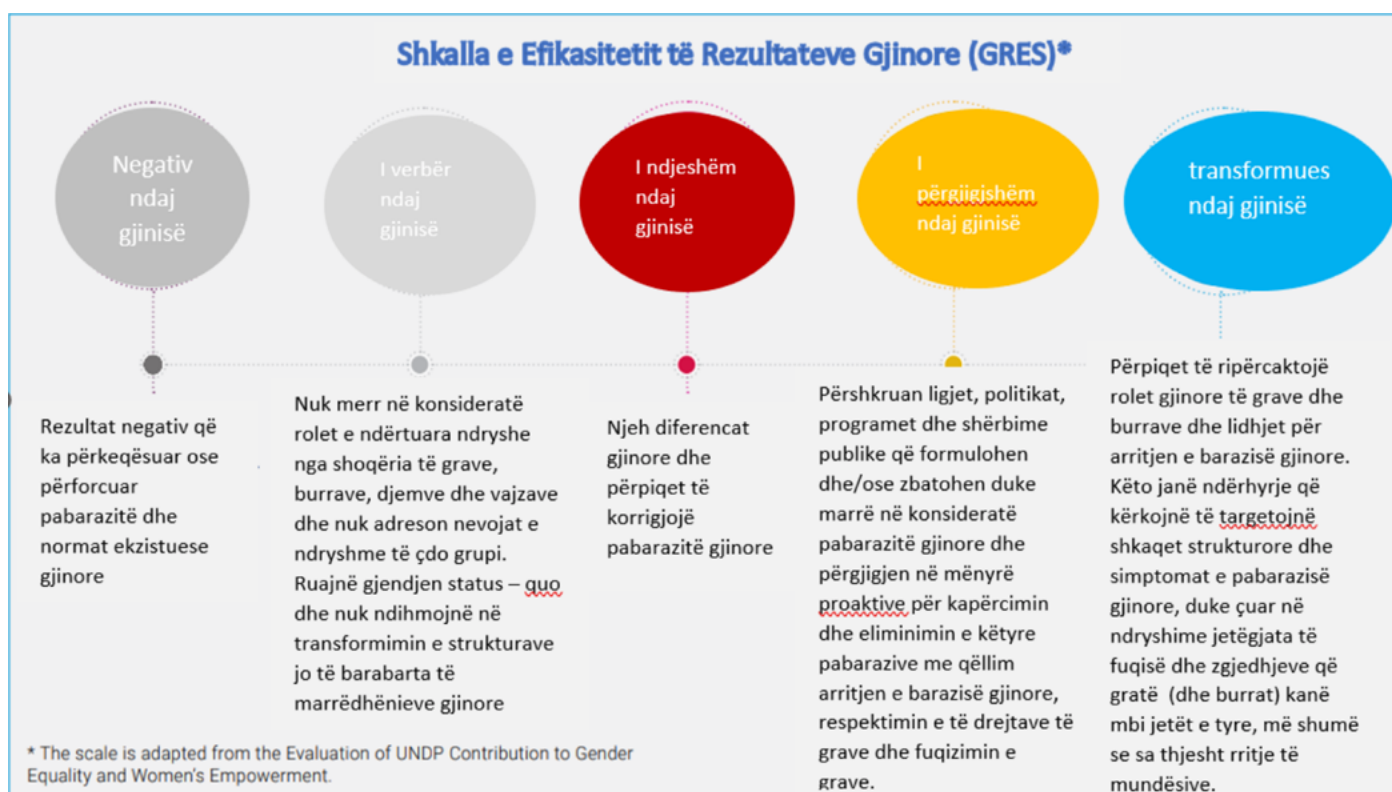 Shkalla e Efikasitetit të Rezultateve Gjinore (GRES)*
Negativ
ndaj
gjinisë
I verbër
ndaj
gjinisë
I ndjeshëm
ndaj
gjinisë
I
përgjigjshëm
ndaj gjinisë
transformues
ndaj gjinisë
Rezultat negativ që
ka përkeqësuar ose
përforcuar
pabarazitë dhe
normat ekzistuese
gjinore
Nuk merr në konsideratë
rolet e ndërtuara ndryshe
nga shoqëria të grave,
burrave, djemve dhe vajzave
dhe nuk adreson nevojat e
ndryshme të çdo grupi.
Ruajnë gjendjen status – quo
dhe nuk ndihmojnë në
transformimin e strukturave
jo të barabarta të
marrëdhënieve gjinore
Njeh diferencat
gjinore dhe
përpiqet të
korrigjojë
pabarazitë gjinore
Përshkruan ligjet, politikat,
programet dhe shërbime
publike që formulohen
dhe/ose zbatohen duke
marrë në konsideratë
pabarazitë gjinore dhe
përgjigjen në mënyrë
proaktive për kapërcimin
dhe eliminimin e këtyre
pabarazive me qëllim
arritjen e barazisë gjinore,
respektimin e të drejtave të
grave dhe fuqizimin e
grave.
Përpiqet të ripërcaktojë
rolet gjinore të grave dhe
burrave dhe lidhjet për
arritjen e barazisë gjinore.
Këto janë ndërhyrje që
kërkojnë të targetojnë
shkaqet strukturore dhe
simptomat e pabarazisë
gjinore, duke çuar në
ndryshime jetëgjata të
fuqisë dhe zgjedhjeve që
gratë (dhe burrat) kanë
mbi jetët e tyre, më shumë
se sa thjesht rritje të
mundësive.
* The scale is adapted from the Evaluation of UNDP Contribution to Gender
Equality and Women's Empowerment.